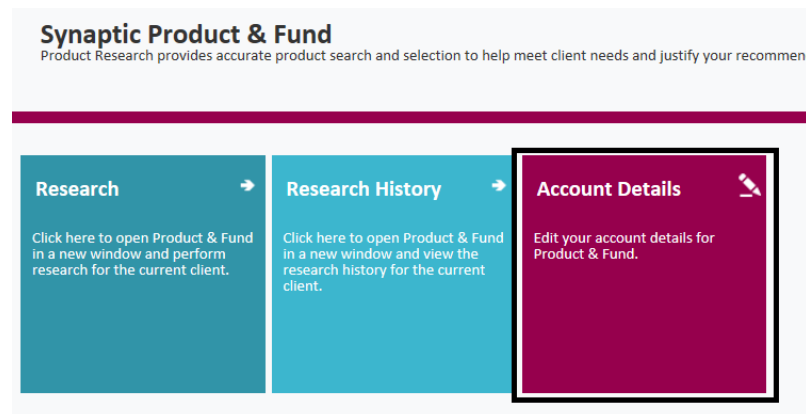 Synaptic Product & Fund
Product Research provides accurate product search and selection to help meet client needs and justify your recommen
Research
Click here to open Product & Fund
in a new window and perform
research for the current client.
Research History
Click here to open Product & Fund
in a new window and view the
research history for the current
client.
Account Details
Edit your account details for
Product & Fund.